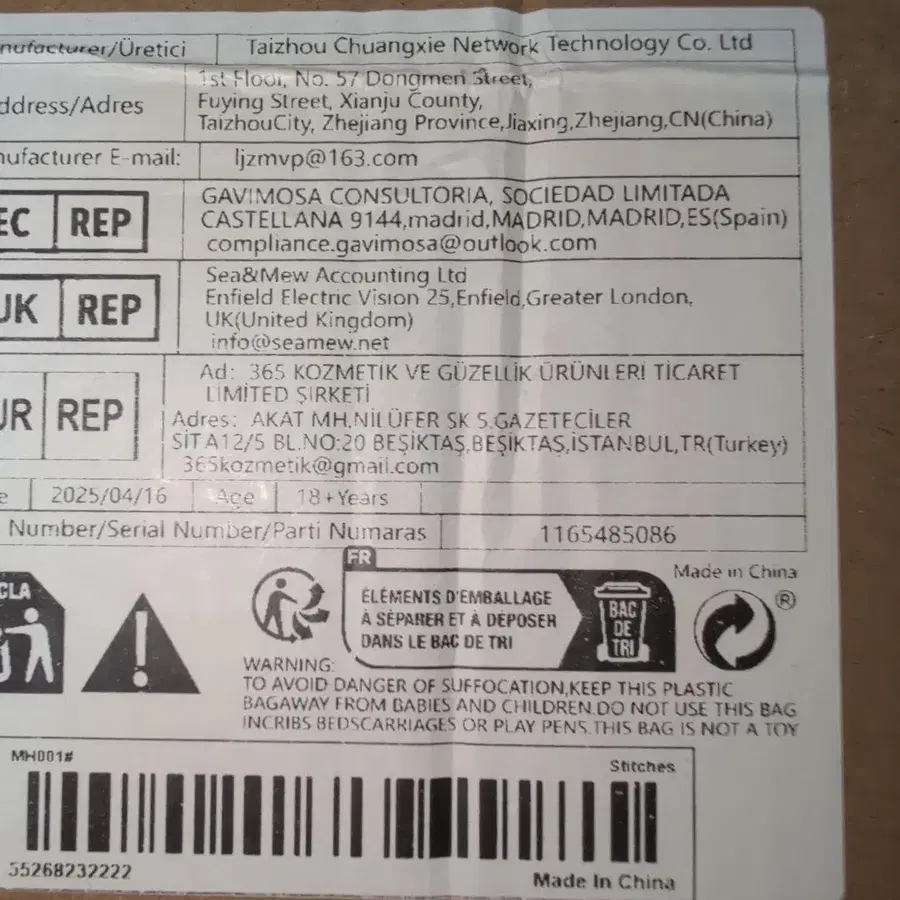 nufacturer/Üretici Taizhou Chuangxie Network Technology Co. Ltd
ddress/Adres 1st Floor, No. 57 Dongmen Street,
Fuying Street, Xianju County,
TaizhouCity, Zhejiang Province,Jiaxing,Zhejiang,CN(China)
nufacturer E-mail: ljzmvp@163.com
EC REP GAVIMOSA CONSULTORIA, SOCIEDAD LIMITADA
CASTELLANA 9144,madrid,MADRID,MADRID,ES(Spain)
compliance.gavimosa@outlook.com
UK REP Sea&Mew Accounting Ltd
Enfield Electric Vision 25,Enfield,Greater London,
UK(United Kingdom)
info@seamew.net
UR REP Ad: 365 KOZMETIK VE GÜZELLİK ÜRÜNLERİ TİCARET
LIMITED ŞIRKETİ
Adres: AKAT MH.NİLÜFER SK 5.GAZETECİLER
SİTA12/5 BL.NO:20 BEŞİKTAŞ,BEŞİKTAŞ,İSTANBUL,TR(Turkey)
365kozmetik@gmail.com
e 2025/04/16 Age 18+Years
Number/Serial Number/Parti Numaras 1165485086
Made in China
FR
CLA
ÉLÉMENTS D'EMBALLAGE
À SÉPARER ET À DÉPOSER
DANS LE BAC DE TRI
BAC
DE
TRI
®
WARNING:
TO AVOID DANGER OF SUFFOCATION,KEEP THIS PLASTIC
BAGAWAY FROM BABIES AND CHILDREN.DO NOT USE THIS BAG
INCRIBS BEDSCARRIAGES OR PLAY PENS.THIS BAG IS NOT A TOY
MH001# Stitches
55268232222 Made In China